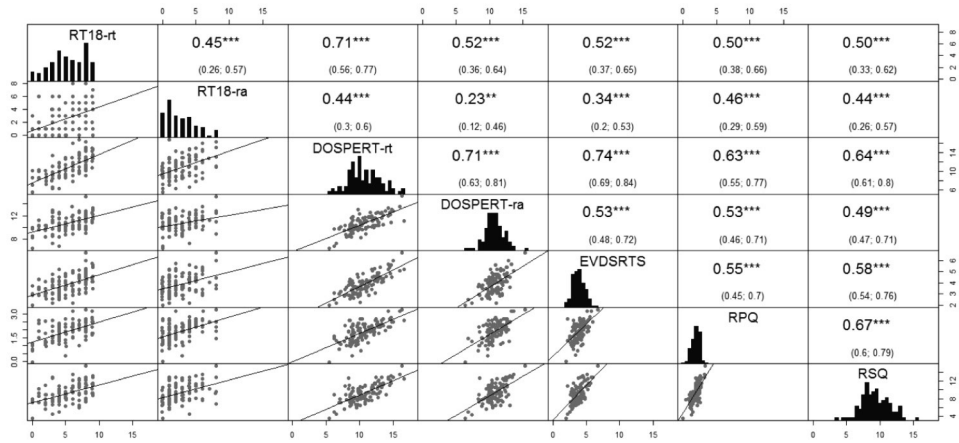 0 5 10 15 0 5 10 15 0 5 10 15
RT18-rt 0.45*** 0.71*** 0.52*** 0.52*** 0.50*** 0.50*** 0 2 4 6 8
(0.26; 0.57) (0.56; 0.77) (0.36; 0.64) (0.37; 0.65) (0.38; 0.66) (0.33; 0.62)
0 2 4 6 8 RT18-ra 0.44*** 0.23** 0.34*** 0.46*** 0.44***
(0.3; 0.6) (0.12; 0.46) (0.2; 0.53) (0.29; 0.59) (0.26; 0.57)
DOSPERT-rt 0.71*** 0.74*** 0.63*** 0.64*** 6 10 14
(0.63; 0.81) (0.69; 0.84) (0.55; 0.77) (0.61; 0.8)
8 12 DOSPERT-ra 0.53*** 0.53*** 0.49***
(0.48; 0.72) (0.46; 0.71) (0.47; 0.71)
EVDSRTS 0.55*** 0.58*** 2 3 4 5 6
(0.45; 0.7) (0.54; 0.76)
0.0 1.5 3.0 RPQ 0.67***
(0.6; 0.79)
RSQ 4 8 12
0 5 10 15 0 5 10 15 0 5 10 15 0 5 10 15